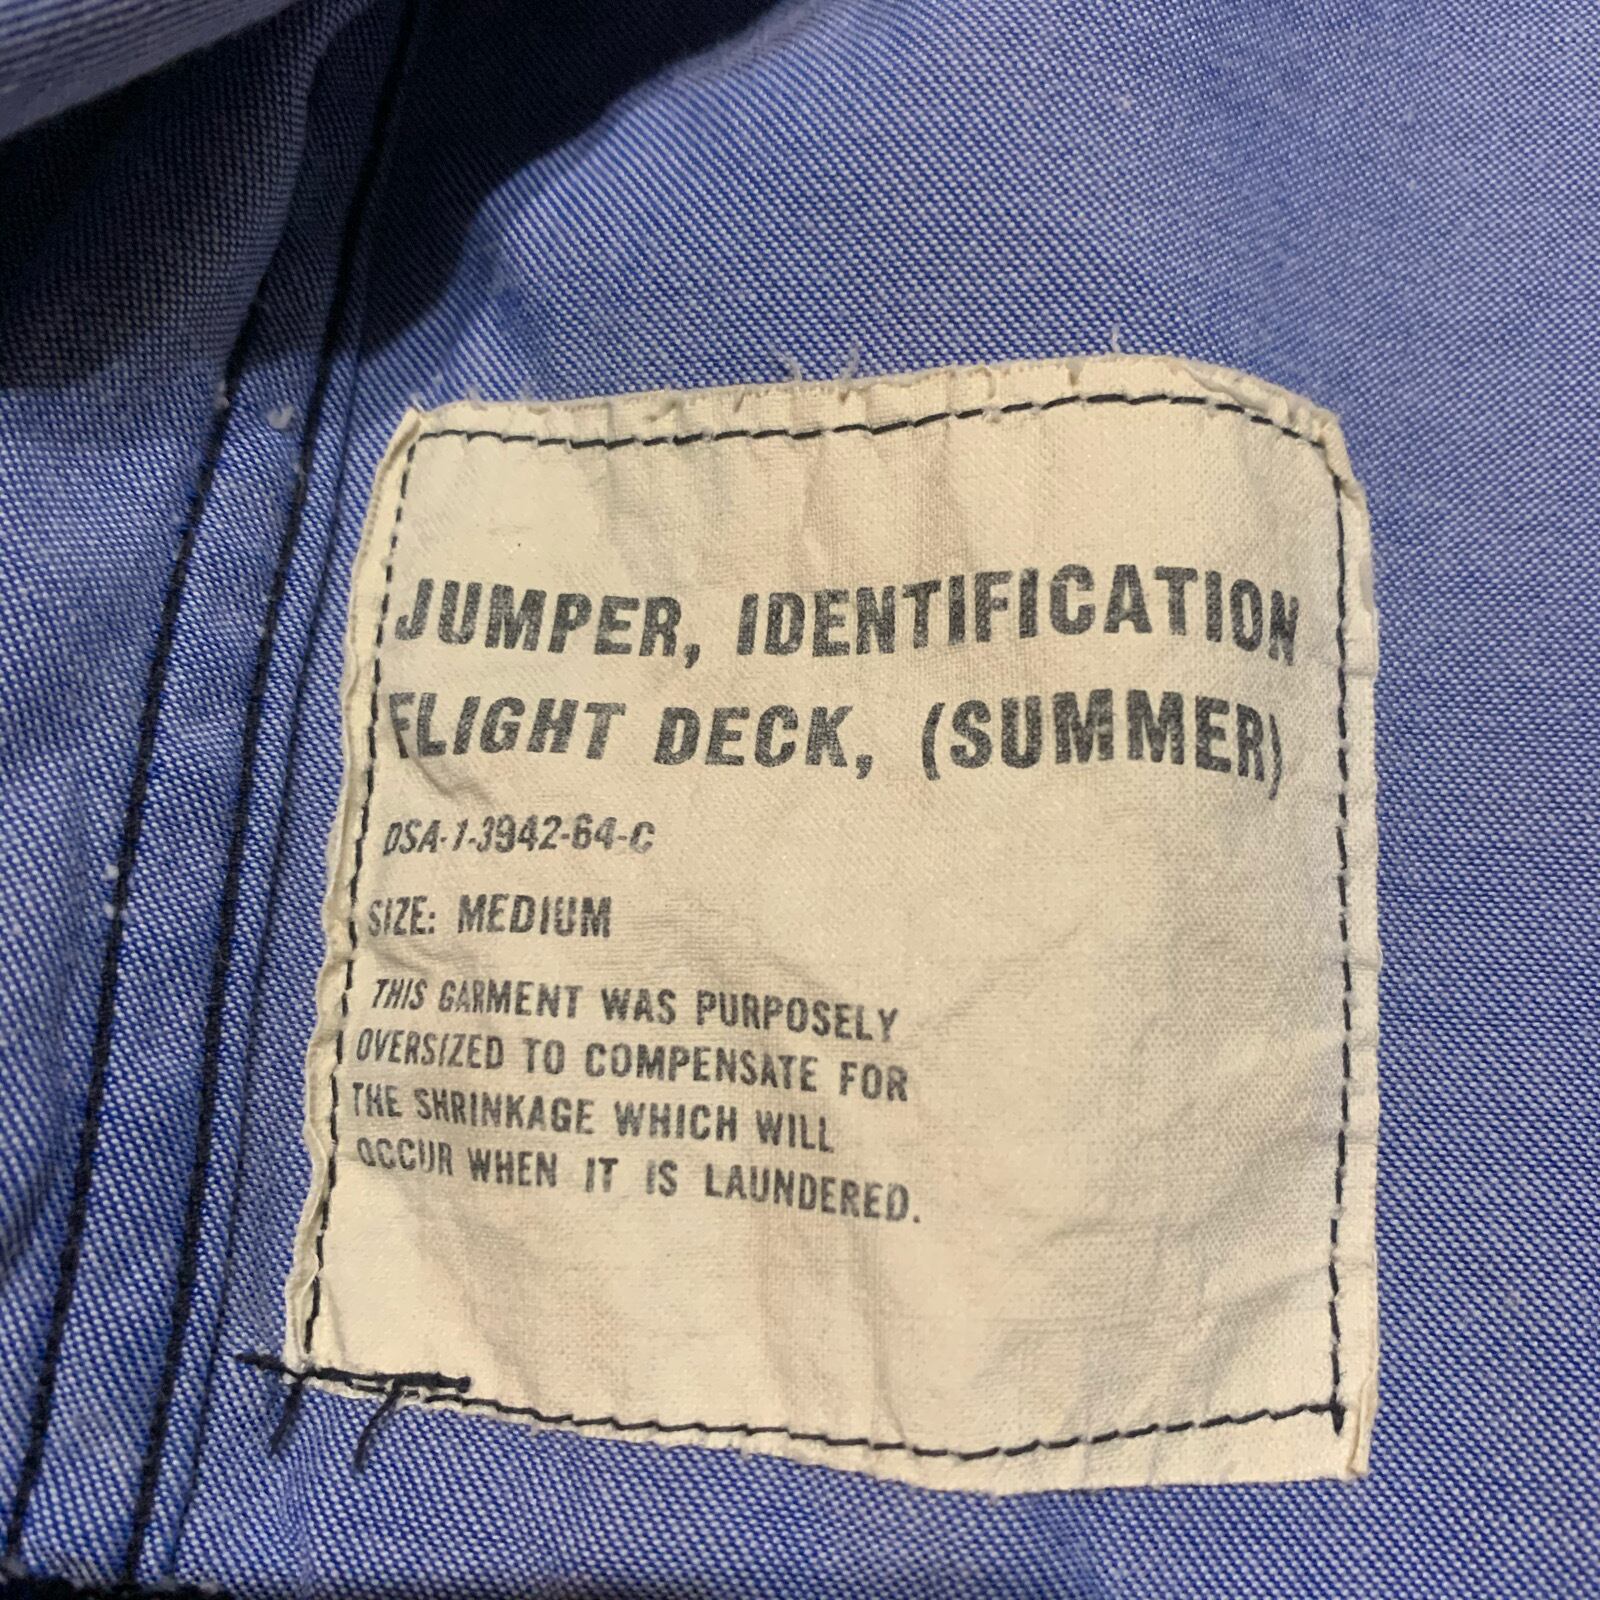 JUMPER, IDENTIFICATION
FLIGHT DECK, (SUMMER)
DSA-1-3942-64-C
SIZE: MEDIUM
THIS GARMENT WAS PURPOSELY
OVERSIZED TO COMPENSATE FOR
THE SHRINKAGE WHICH WILL
OCCUR WHEN IT IS LAUNDERED.